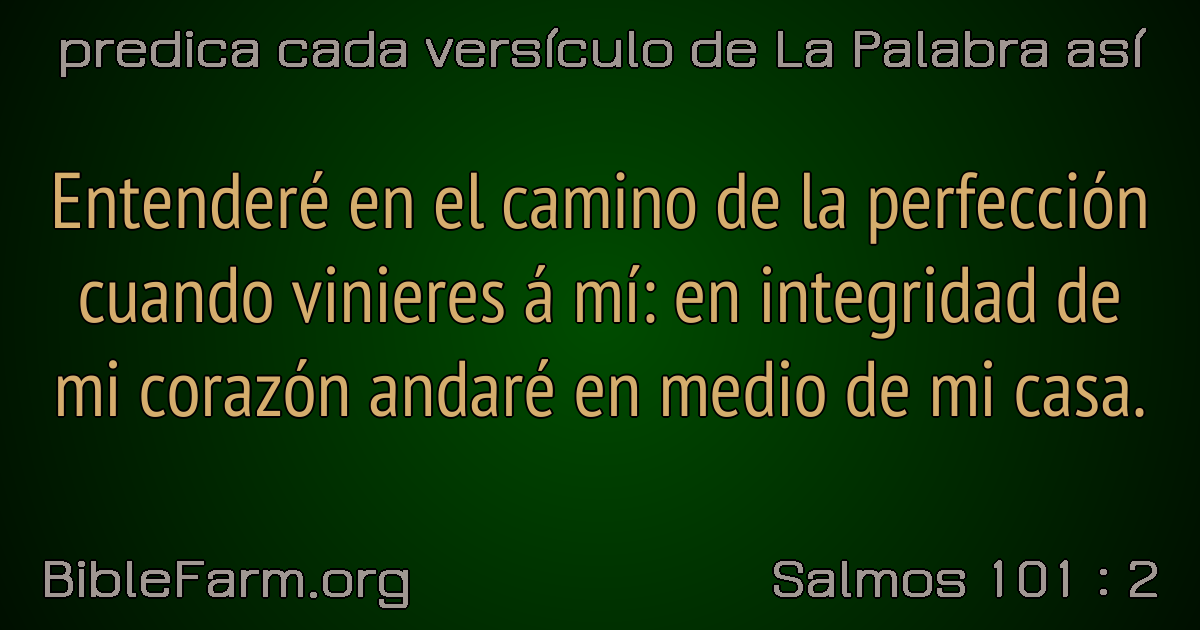 predica cada versículo de La Palabra así
Entenderé en el camino de la perfección
cuando vinieres á mí: en integridad de
mi corazón andaré en medio de mi casa.
BibleFarm.org
Salmos 101 : 2